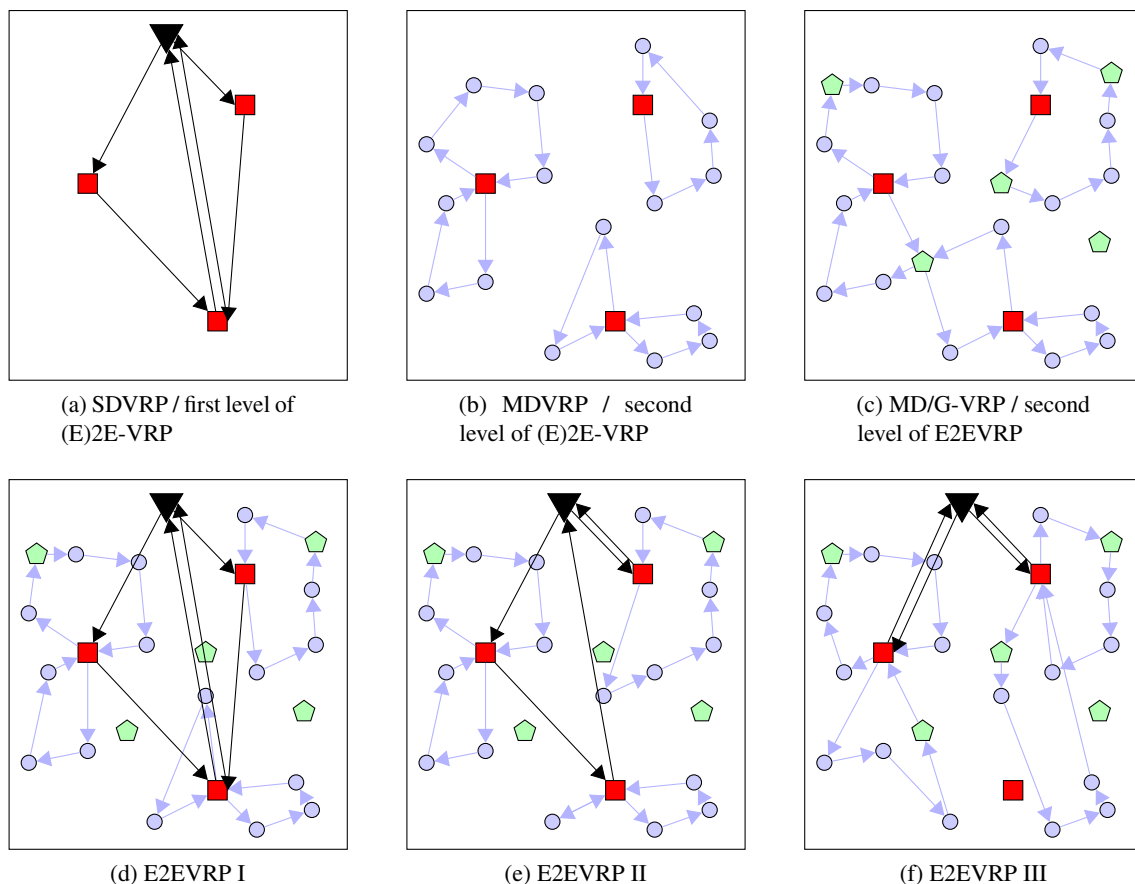 (a) SDVRP / first level of
(E)2E-VRP
(b) MDVRP / second
level of (E)2E-VRP
(c) MD/G-VRP / second
level of E2EVRP
(d) E2EVRP I
(e) E2EVRP II
(f) E2EVRP III